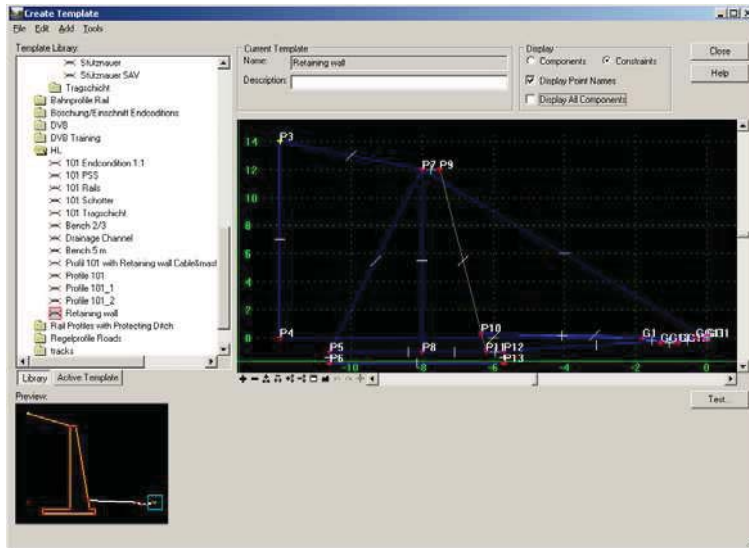 Create Template
File Edit Add Tools
Template Library:
Stützmauer
Stützmauer SAV
Tragschicht
Bahnprofile Rail
Böschung/Einschnitt Endconditions
DVB
DVB Training
HL
101 Endcondition 1:1
101 PSS
101 Rails
101 Schotter
101 Tragschicht
Bench 2/3
Drainage Channel
Bench 5 m
Profil 101 with Retaining wall Cable&mast
Profile 101
Profile 101_1
Profile 101_2
Retaining wall
Rail Profiles with Protecting Ditch
Regelprofile Roads
tracks
Library Active Template
Preview:
Current Template
Name: Retaining wall
Description:
Display
Components Constraints
Display Point Names
Display All Components
Close
Help
14
12
10
8
6
4
2
0
P3
P7 P9
P4
P10
G1
P5
P8
P11 P12
P6
P13
-10 -8 -6 -4 -2 0
Test...